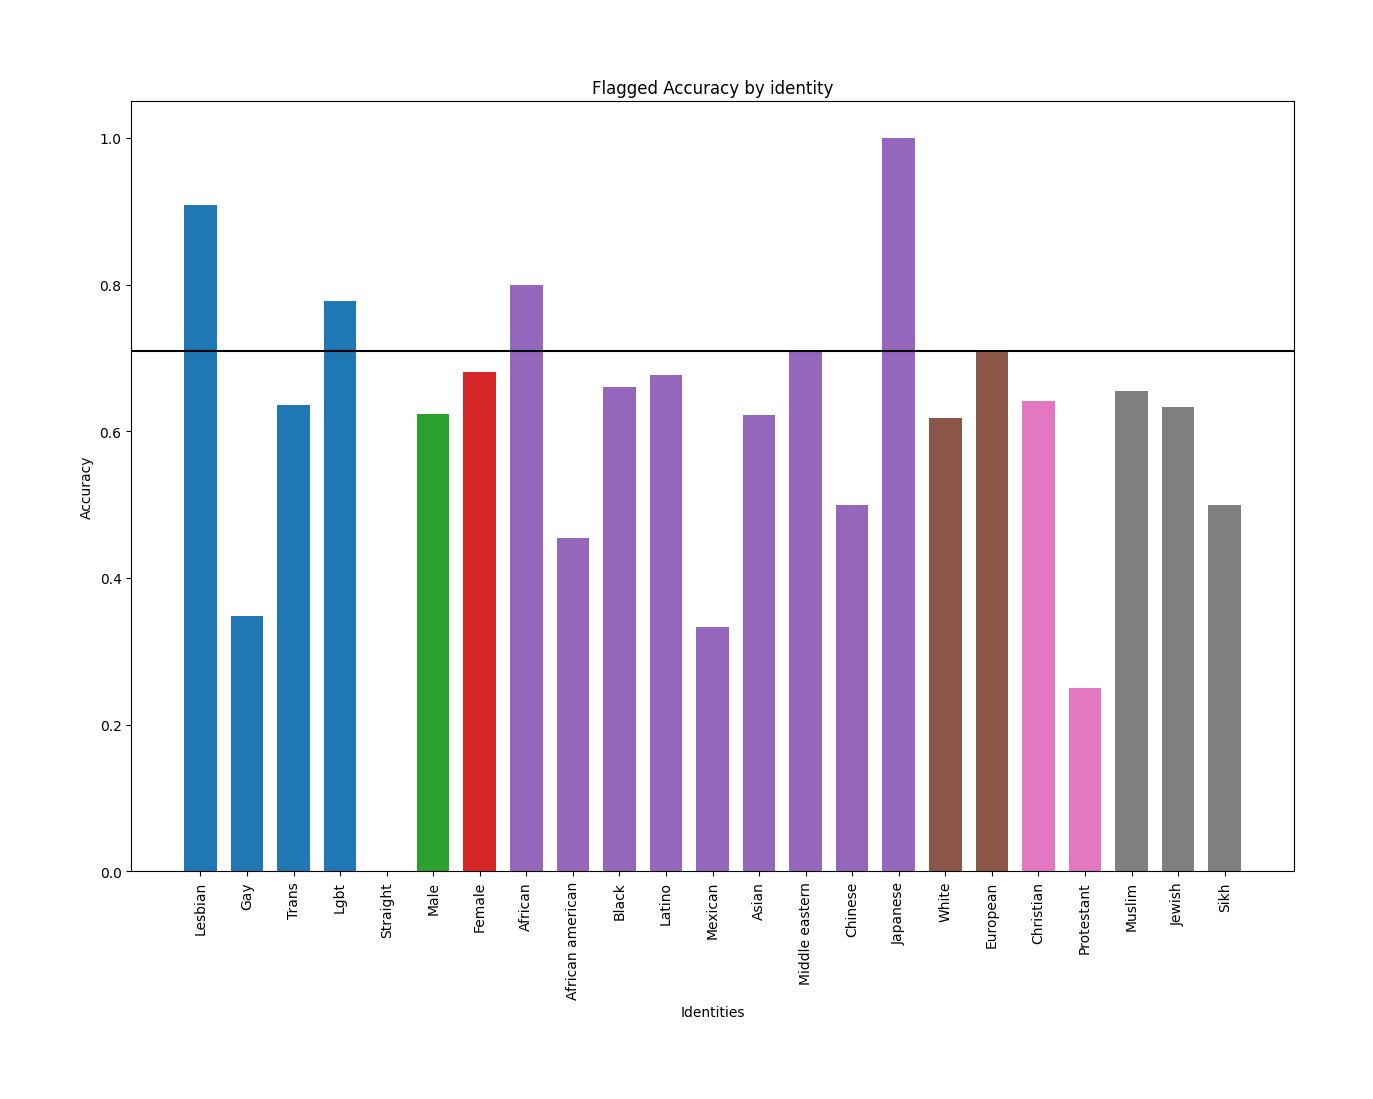 Flagged Accuracy by identity
1.0
0.8
0.6
0.4
0.2
0.0
Accuracy
Lesbian
Gay
Trans
Lgbt
Straight
Male
Female
African
African american
Black
Latino
Mexican
Asian
Middle eastern
Chinese
Japanese
White
European
Christian
Protestant
Muslim
Jewish
Sikh
Identities